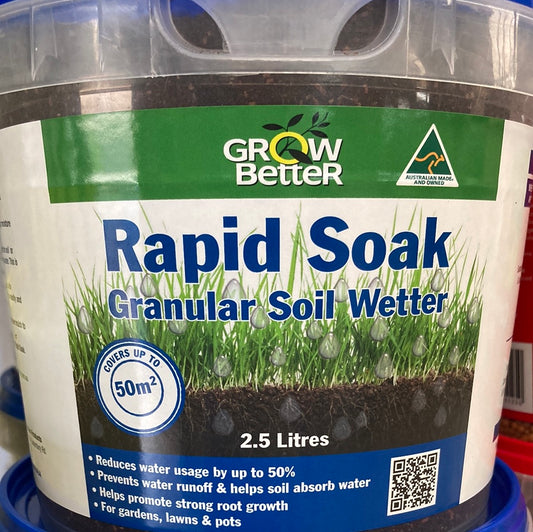 GROW
BetteR
AUSTRALIAN MADE
AND OWNED
Rapid Soak
Granular Soil Wetter
COVERS UP TO
50m²
2.5 Litres
• Reduces water usage by up to 50%
• Prevents water runoff & helps soil absorb water
• Helps promote strong root growth
• For gardens, lawns & pots